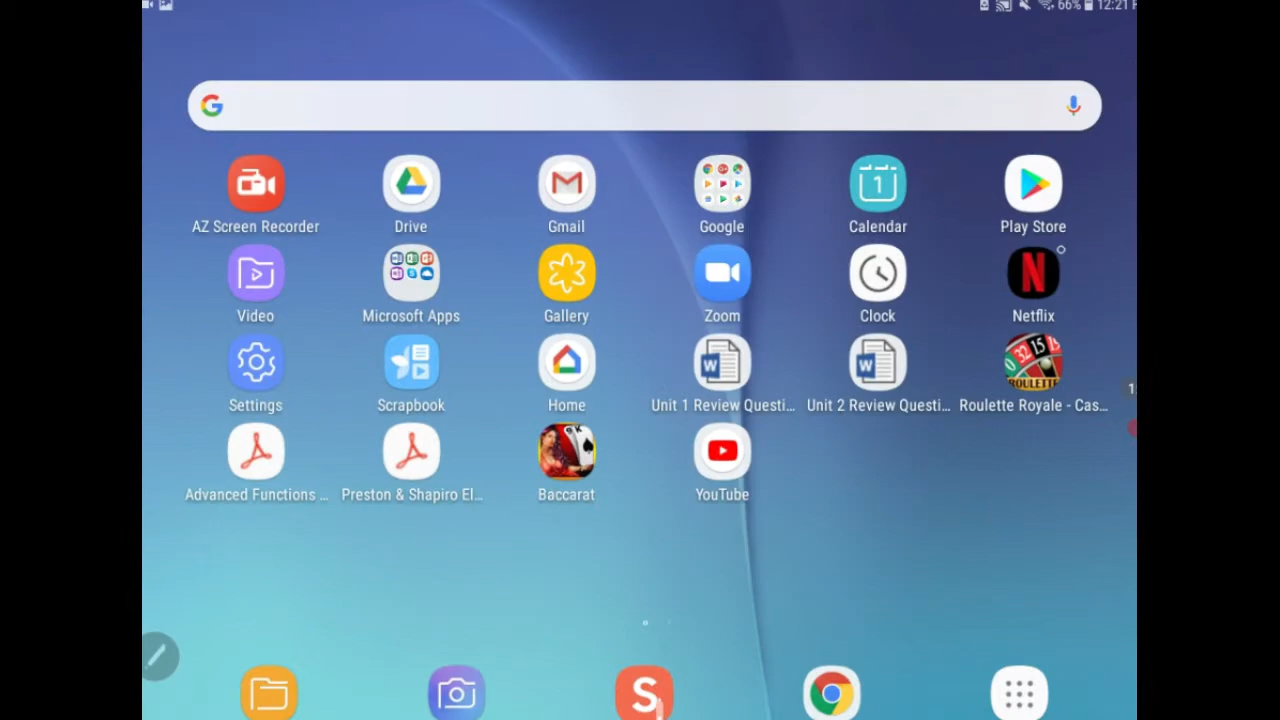 66% 12:21
AZ Screen Recorder Drive Gmail Google Calendar Play Store
Video Microsoft Apps Gallery Zoom Clock Netflix
Settings Scrapbook Home Unit 1 Review Questi... Unit 2 Review Questi... Roulette Royale - Cas...
Advanced Functions ... Preston & Shapiro El... Baccarat YouTube